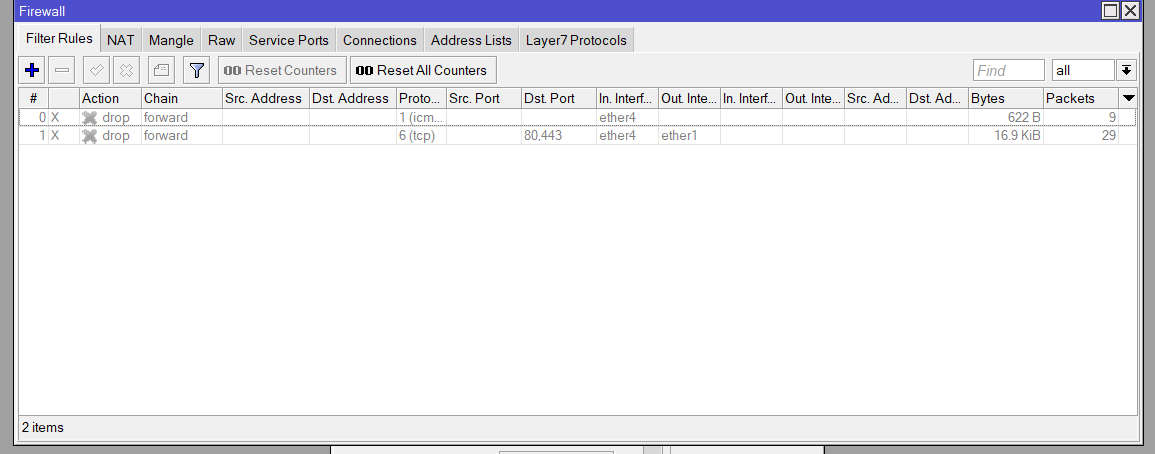 Firewall
Filter Rules NAT Mangle Raw Service Ports Connections Address Lists Layer7 Protocols
Reset Counters Reset All Counters Find all
# Action Chain Src. Address Dst. Address Proto... Src. Port Dst. Port In. Interf... Out. Inte... In. Interf... Out. Inte... Src. Ad... Dst. Ad... Bytes Packets
0 X drop forward 1 (icm... ether4 622 B 9
1 X drop forward 6 (tcp) 80,443 ether4 ether1 16.9 KiB 29
2 items